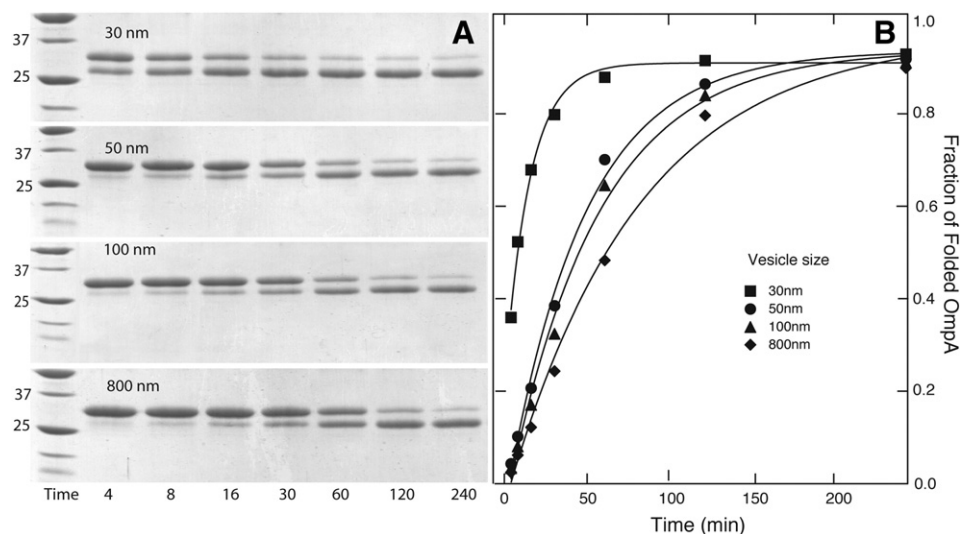 A
30 nm
37
25
50 nm
37
25
100 nm
37
25
800 nm
37
25
Time 4 8 16 30 60 120 240
B
1.0
0.8
0.6
0.4
0.2
0.0
Fraction of Folded OmpA
Vesicle size
30nm
50nm
100nm
800nm
0 50 100 150 200
Time (min)